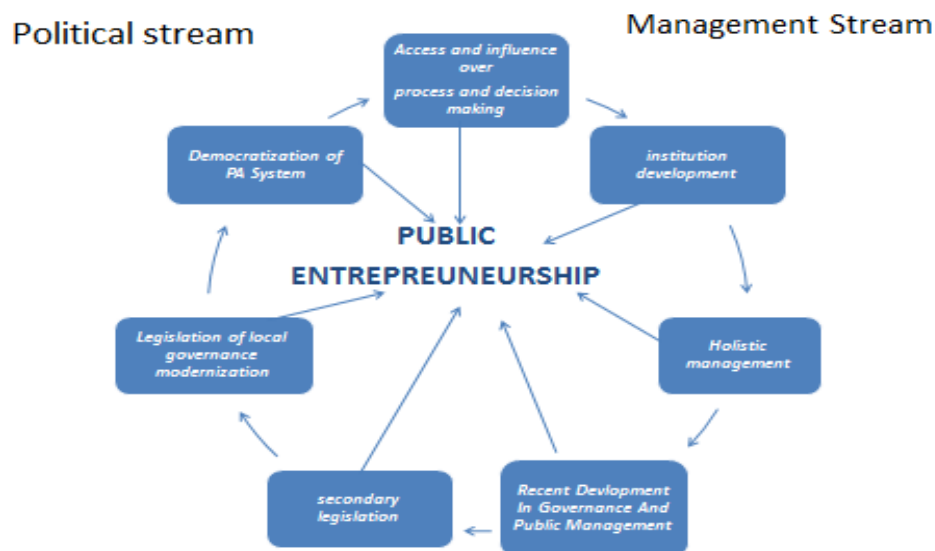 Political stream
Management Stream
Access and influence
over
process and decision
making
Democratization of
PA System
institution
development
PUBLIC
ENTREPREUNEURSHIP
Legislation of local
governance
modernization
Holistic
management
secondary
legislation
Recent Devlopment
In Governance And
Public Management